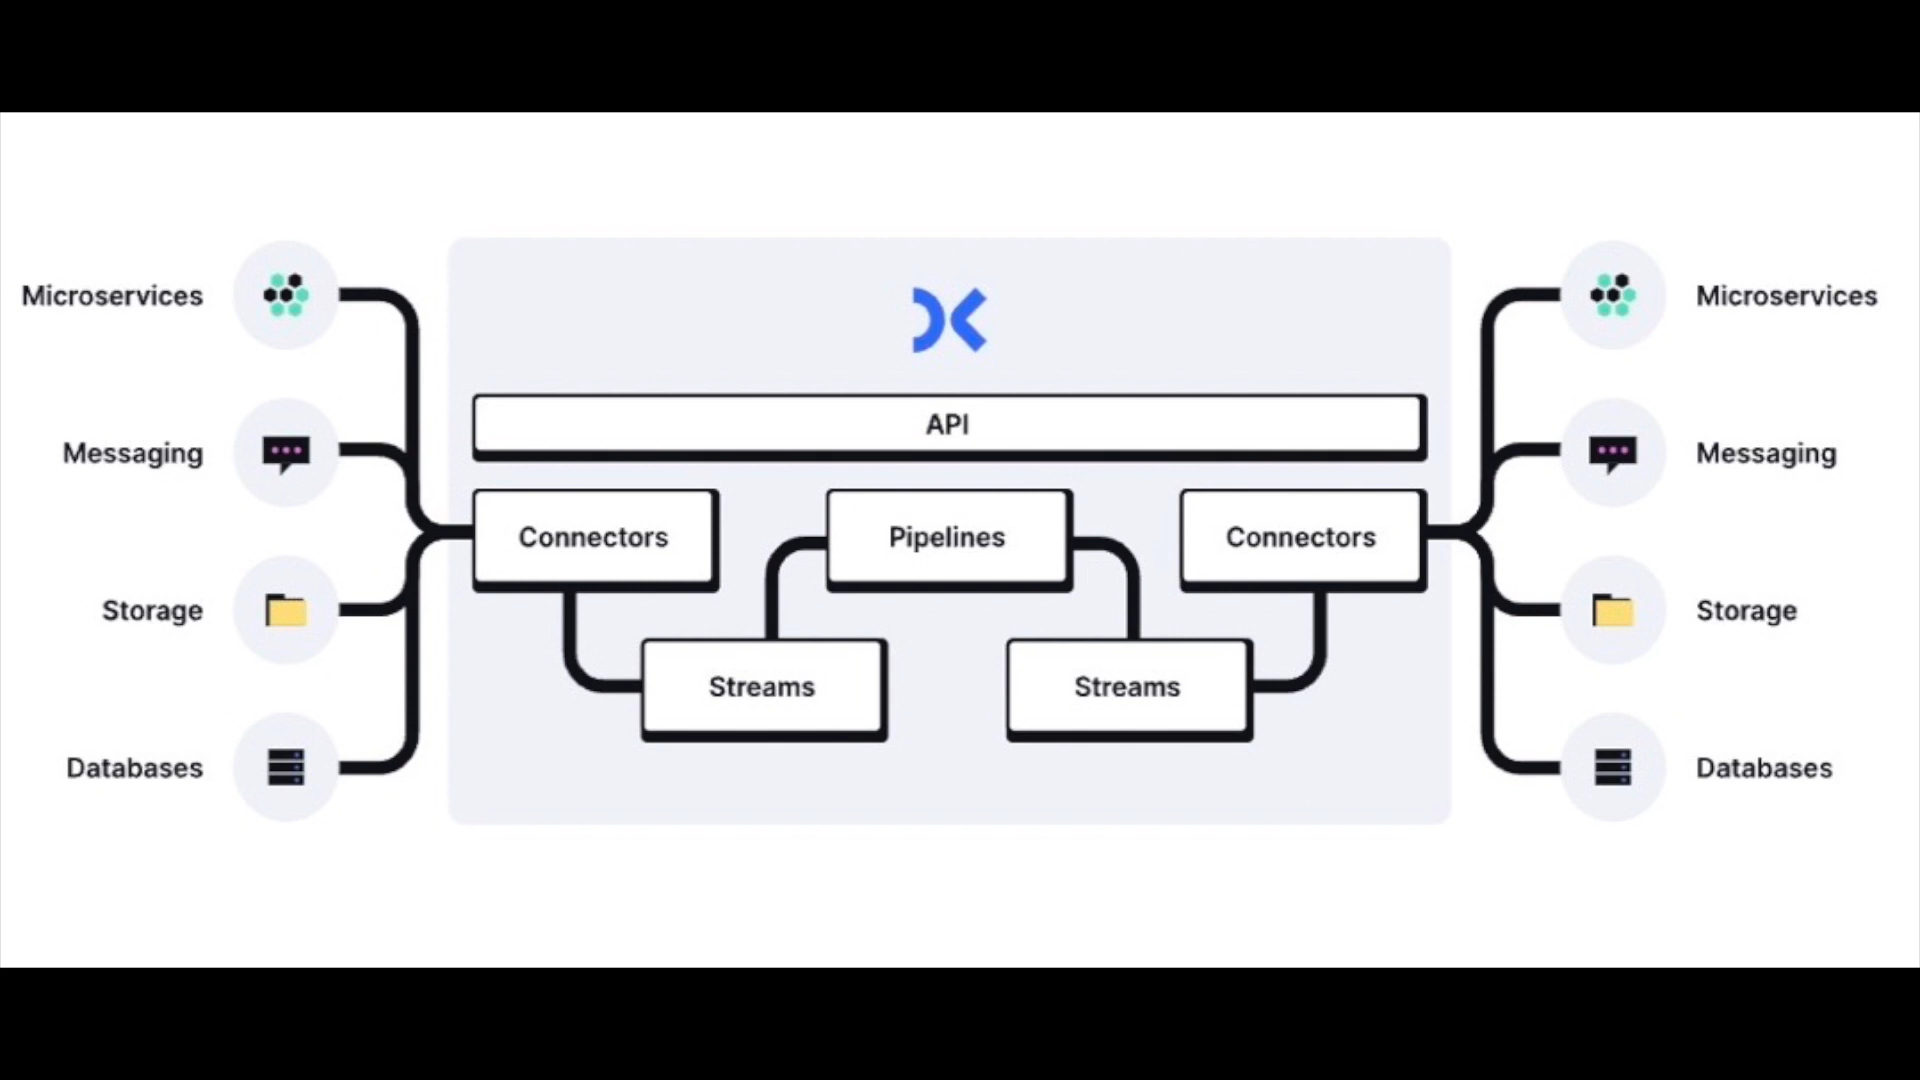 Microservices
Messaging
Storage
Databases
API
Connectors
Pipelines
Connectors
Streams
Streams
Microservices
Messaging
Storage
Databases